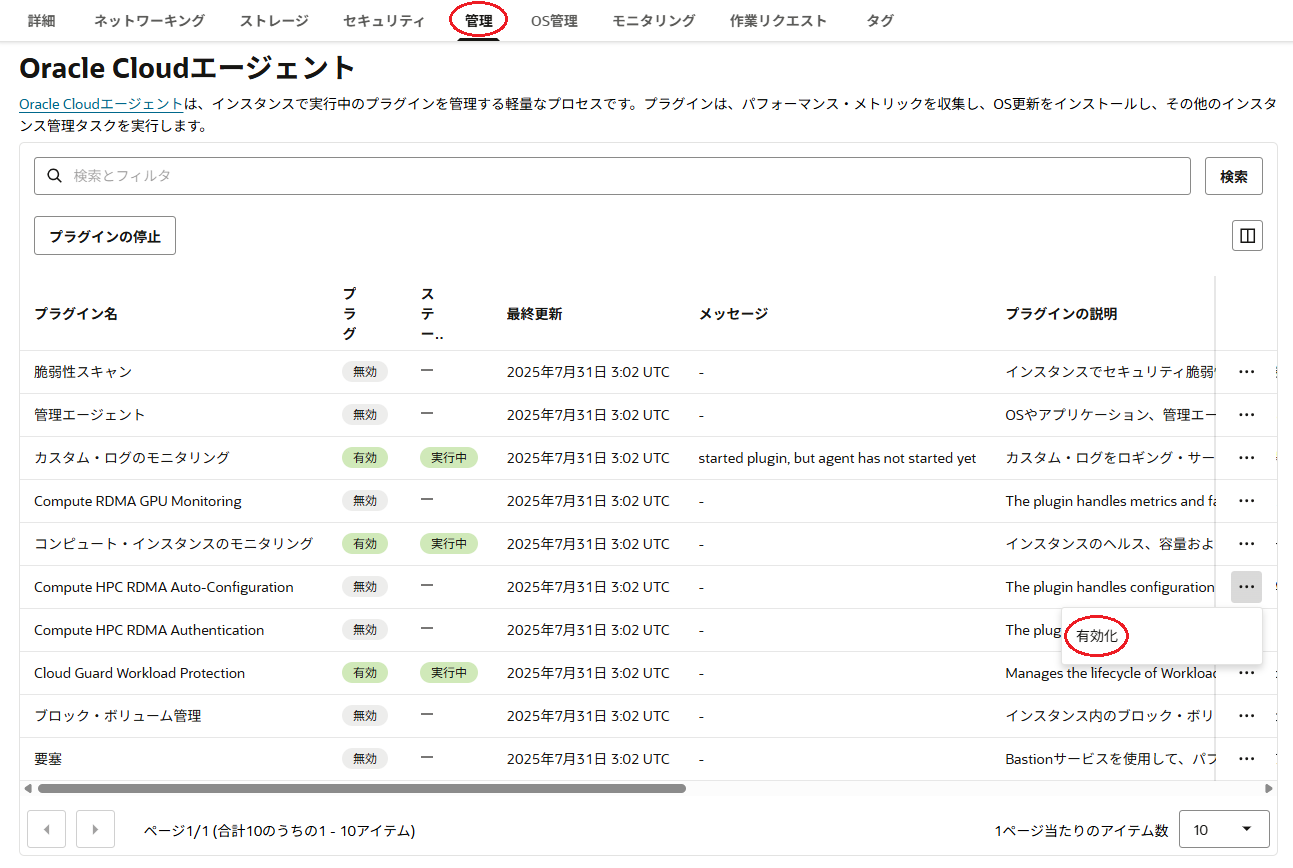 詳細 ネットワーキング ストレージ セキュリティ 管理 OS管理 モニタリング 作業リクエスト タグ
Oracle Cloudエージェント
Oracle Cloudエージェントは、インスタンスで実行中のプラグインを管理する軽量なプロセスです。プラグインは、パフォーマンス・メトリックを収集し、OS更新をインストールし、その他のインスタ
ンス管理タスクを実行します。
検索とフィルタ 検索
プラグインの停止
プラグイン名 プラグ ステー.. 最終更新 メッセージ プラグインの説明
脆弱性スキャン 無効 — 2025年7月31日 3:02 UTC - インスタンスでセキュリティ脆弱 ···
管理エージェント 無効 — 2025年7月31日 3:02 UTC - OSやアプリケーション、管理エー ···
カスタム・ログのモニタリング 有効 実行中 2025年7月31日 3:02 UTC started plugin, but agent has not started yet カスタム・ログをロギング・サー ···
Compute RDMA GPU Monitoring 無効 — 2025年7月31日 3:02 UTC - The plugin handles metrics and fa ···
コンピュート・インスタンスのモニタリング 有効 実行中 2025年7月31日 3:02 UTC - インスタンスのヘルス、容量およ ···
Compute HPC RDMA Auto-Configuration 無効 — 2025年7月31日 3:02 UTC - The plugin handles configuration ···
Compute HPC RDMA Authentication 無効 — 2025年7月31日 3:02 UTC - The plug
有効化
Cloud Guard Workload Protection 有効 実行中 2025年7月31日 3:02 UTC - Manages the lifecycle of Workload ···
ブロック・ボリューム管理 無効 — 2025年7月31日 3:02 UTC - インスタンス内のブロック・ボリ ···
要塞 無効 — 2025年7月31日 3:02 UTC - Bastionサービスを使用して、パブ ···
ページ1/1 (合計10のうちの1 - 10アイテム) 1ページ当たりのアイテム数 10